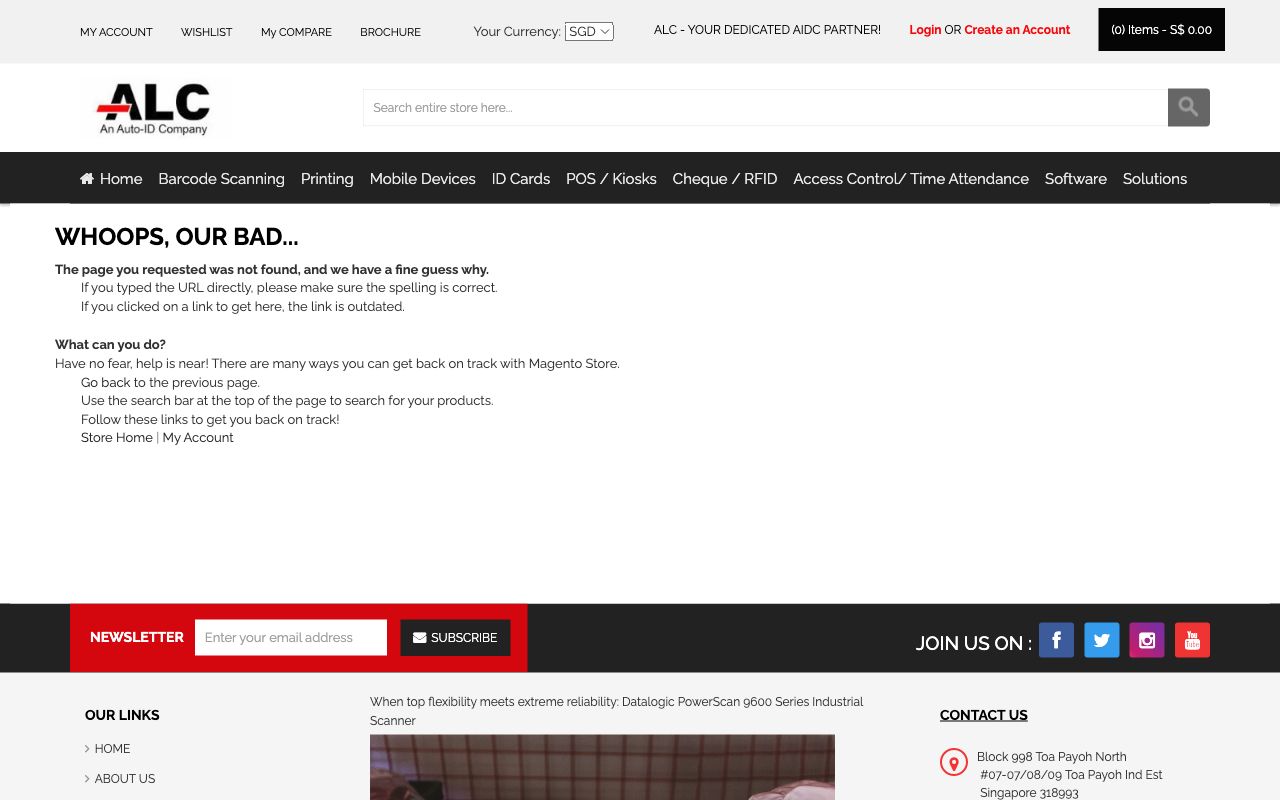 MY ACCOUNT
WISHLIST
My COMPARE
BROCHURE
Your Currency: SGD
ALC - YOUR DEDICATED AIDC PARTNER!
Login OR Create an Account
(0) Items - S$ 0.00
ALC
An Auto-ID Company
Search entire store here...
Home
Barcode Scanning
Printing
Mobile Devices
ID Cards
POS / Kiosks
Cheque / RFID
Access Control/ Time Attendance
Software
Solutions
WHOOPS, OUR BAD...
The page you requested was not found, and we have a fine guess why.
If you typed the URL directly, please make sure the spelling is correct.
If you clicked on a link to get here, the link is outdated.
What can you do?
Have no fear, help is near! There are many ways you can get back on track with Magento Store.
Go back to the previous page.
Use the search bar at the top of the page to search for your products.
Follow these links to get you back on track!
Store Home | My Account
NEWSLETTER
Enter your email address
SUBSCRIBE
JOIN US ON :
You Tube
OUR LINKS
HOME
ABOUT US
When top flexibility meets extreme reliability: Datalogic PowerScan 9600 Series Industrial
Scanner
CONTACT US
Block 998 Toa Payoh North
#07-07/08/09 Toa Payoh Ind Est
Singapore 318993